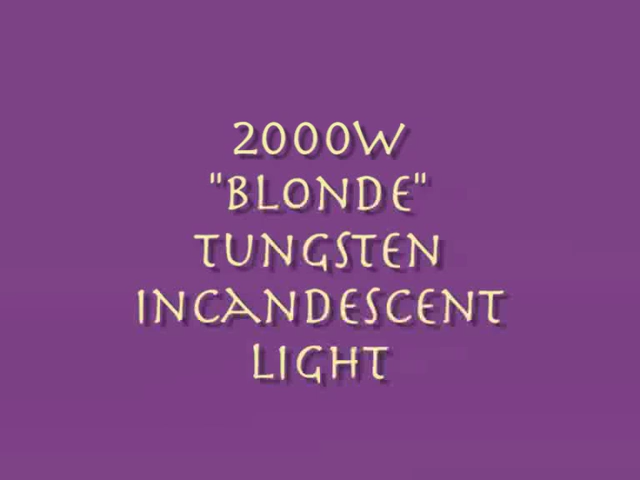 2000W
"BLONDE"
TUNGSTEN
INCANDESCENT
LIGHT